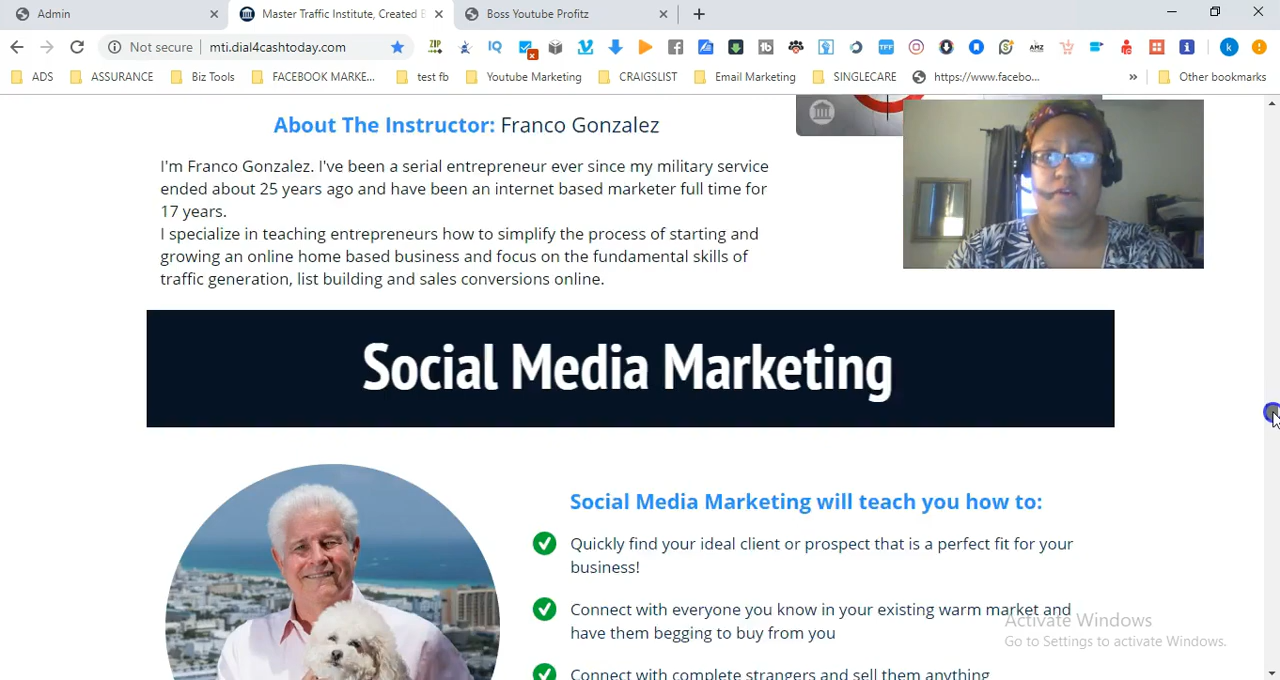 Admin
Master Traffic Institute, Created B
Boss Youtube Profitz
Not secure
mti.dial4cashtoday.com
ZIP
IQ
TFF
AMZ
ADS
ASSURANCE
Biz Tools
FACEBOOK MARKE...
test fb
Youtube Marketing
CRAIGSLIST
Email Marketing
SINGLECARE
https://www.facebo...
»
Other bookmarks
k
About The Instructor: Franco Gonzalez
I'm Franco Gonzalez. I've been a serial entrepreneur ever since my military service
ended about 25 years ago and have been an internet based marketer full time for
17 years.
I specialize in teaching entrepreneurs how to simplify the process of starting and
growing an online home based business and focus on the fundamental skills of
traffic generation, list building and sales conversions online.
Social Media Marketing
Social Media Marketing will teach you how to:
Quickly find your ideal client or prospect that is a perfect fit for your
business!
Connect with everyone you know in your existing warm market and
have them begging to buy from you
Connect with complete strangers and sell them anything
Activate Windows
Go to Settings to activate Windows.